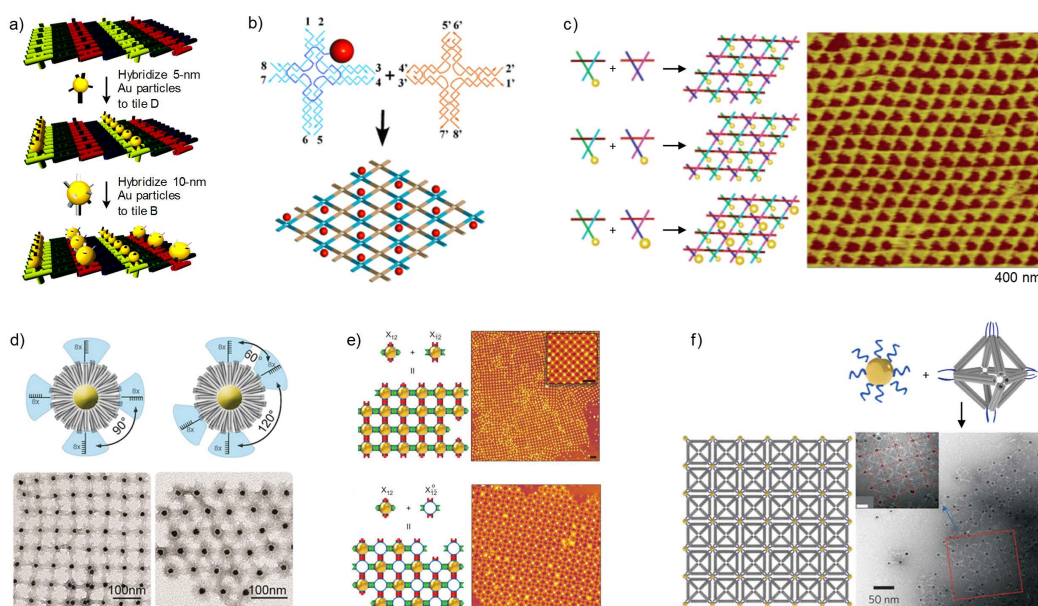 a)
Hybridize 5-nm
Au particles
to tile D
Hybridize 10-nm
Au particles
to tile B
b)
1 2
8
7
3
4
6 5
+
5' 6'
4'
3'
2'
1'
7' 8'
c)
+
+
+
400 nm
d)
8x
8x
8x
8x
90°
8x
60°
8x
8x
8x
120°
100nm
100nm
e)
X12 + X12
=
X12 + X°12
=
f)
+
50 nm